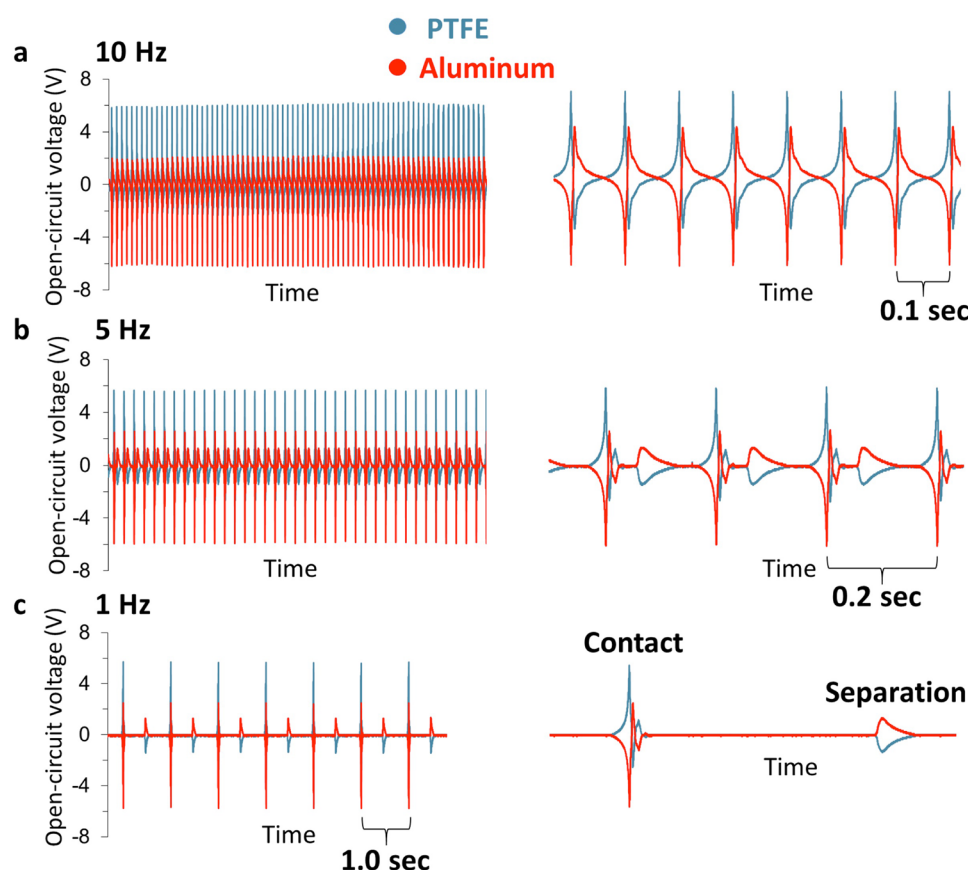 PTFE
Aluminum
a 10 Hz
Open-circuit voltage (V)
8
4
0
-4
-8
Time
Time
0.1 sec
b 5 Hz
Open-circuit voltage (V)
8
4
0
-4
-8
Time
Time
0.2 sec
c 1 Hz
Open-circuit voltage (V)
8
4
0
-4
-8
Time
1.0 sec
Contact
Separation
Time